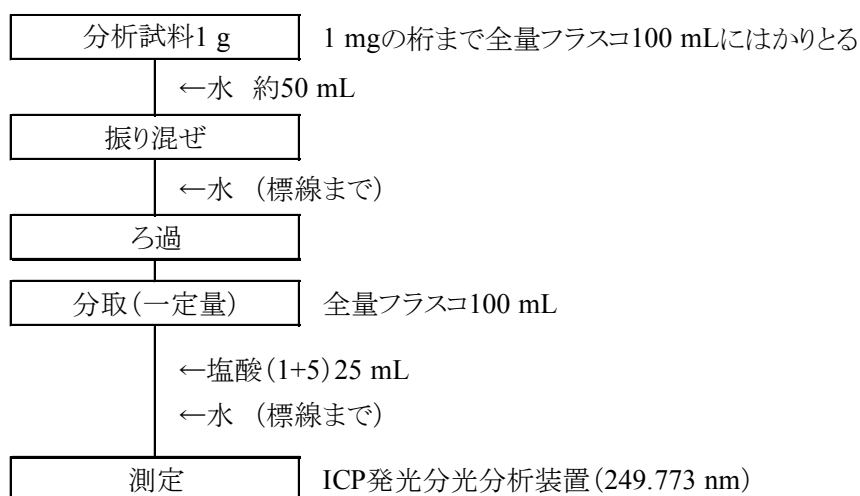 分析試料1 g　1 mgの桁まで全量フラスコ100 mLにはかりとる
←水　約50 mL
振り混ぜ
←水　(標線まで)
ろ過
分取(一定量)　全量フラスコ100 mL
←塩酸(1+5)25 mL
←水　(標線まで)
測定　ICP発光分光分析装置(249.773 nm)